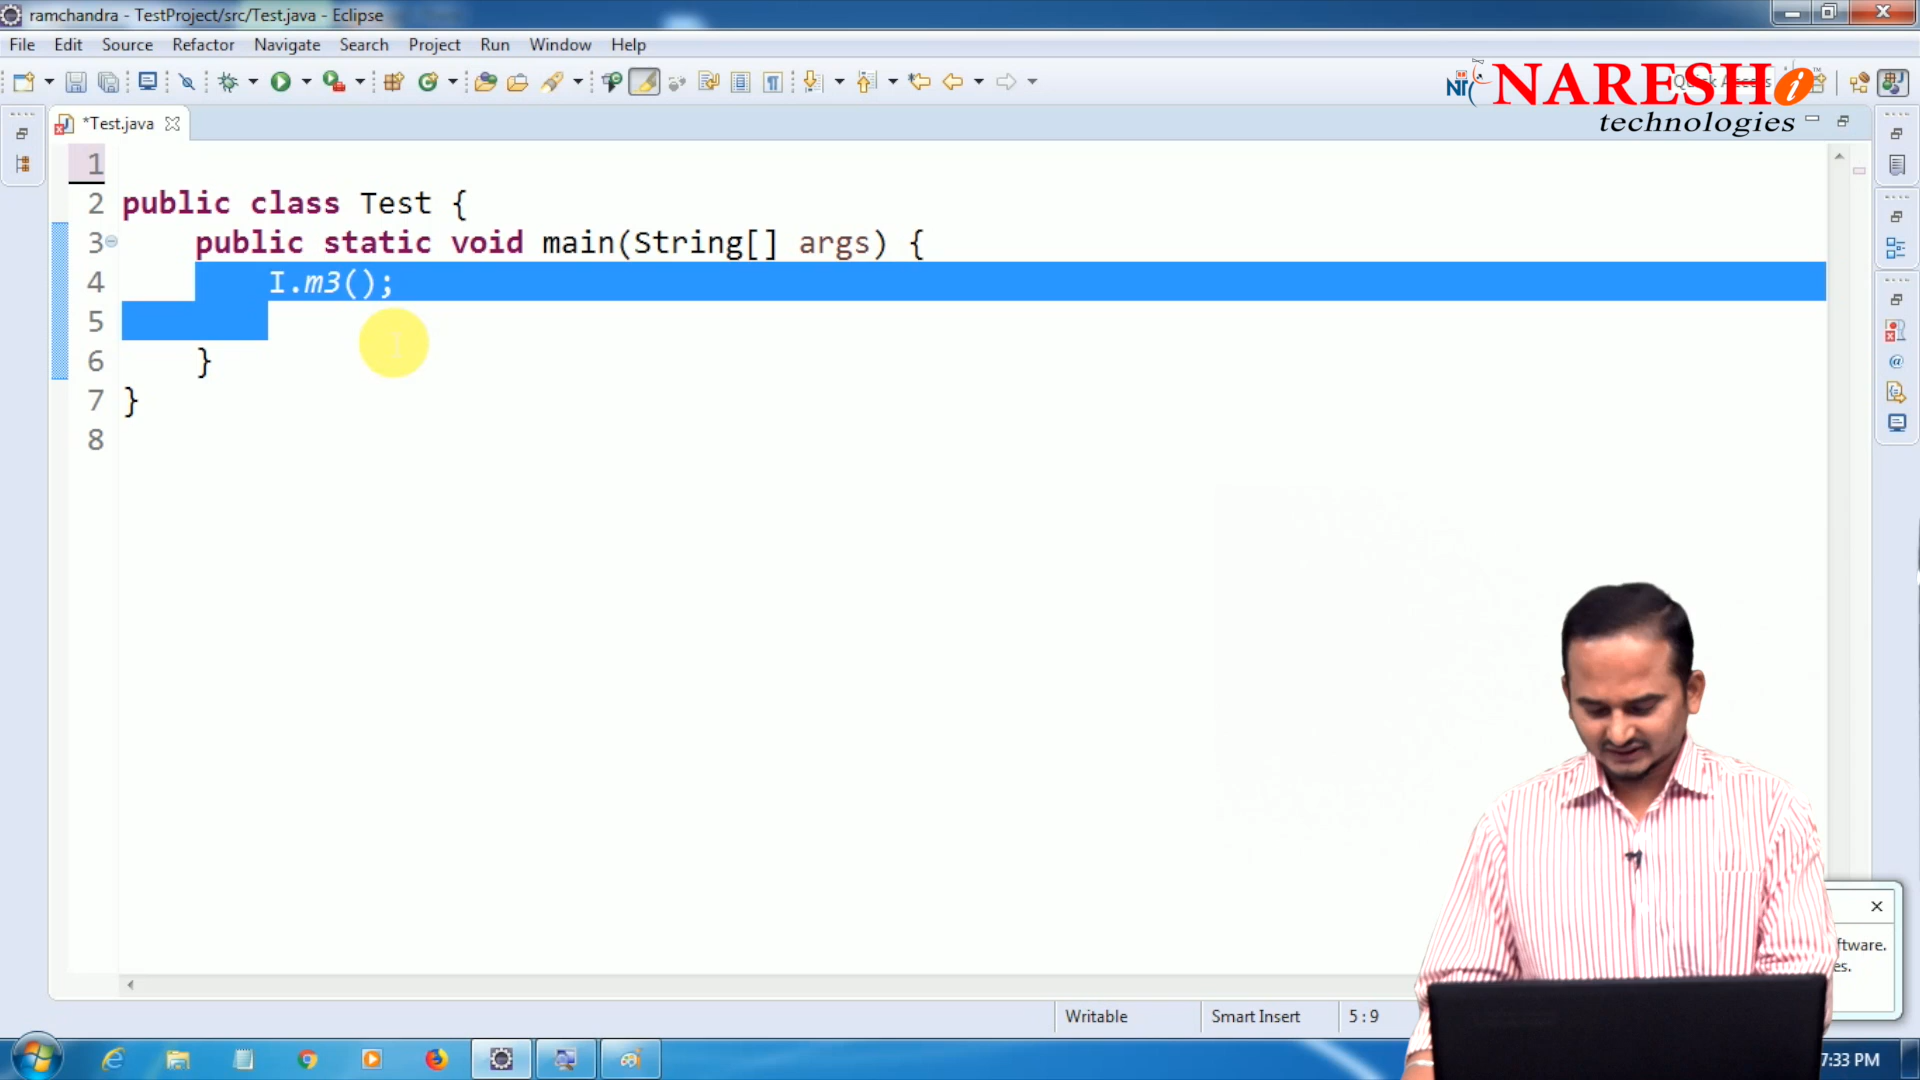 ramchandra - TestProject/src/Test.java - Eclipse
File Edit Source Refactor Navigate Search Project Run Window Help
Quick Access
NARESH i
technologies
*Test.java
1
2 public class Test {
3 public static void main(String[] args) {
4 I.m3();
5
6 }
7 }
8
ftware.
es.
Writable Smart Insert 5 : 9
7:33 PM